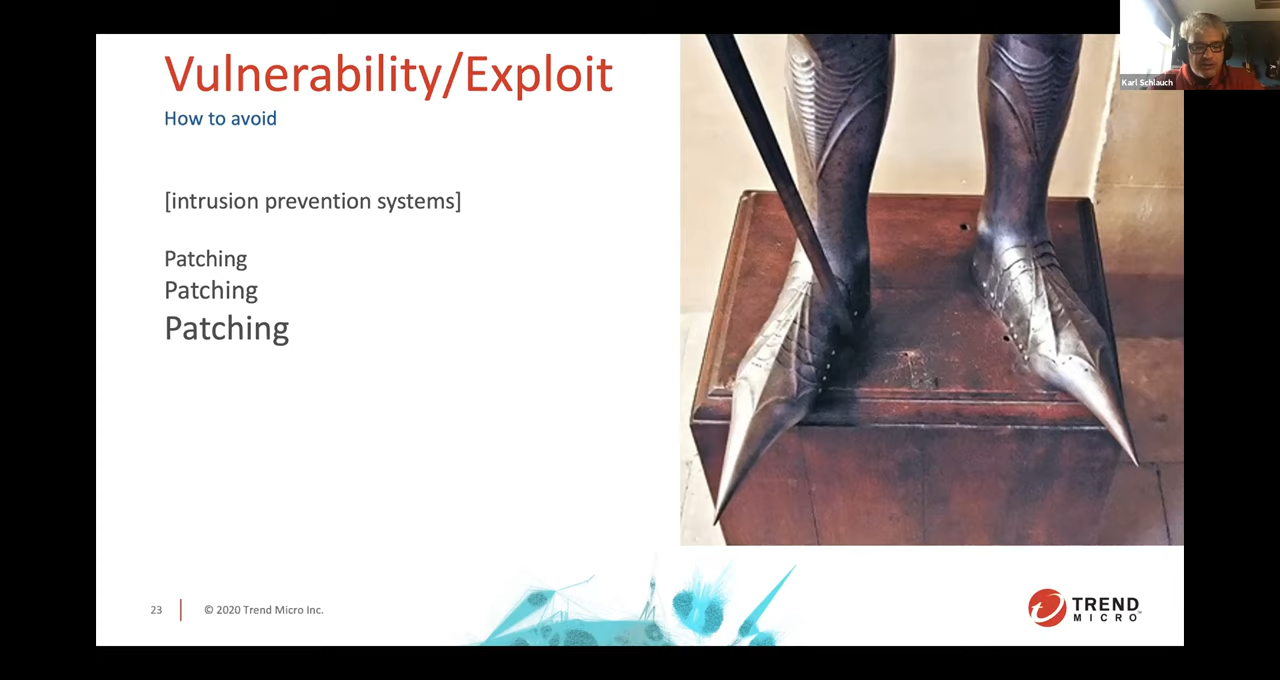 Vulnerability/Exploit
How to avoid
[intrusion prevention systems]
Patching
Patching
Patching
23
© 2020 Trend Micro Inc.
TREND
MICRO
Karl Schlauch